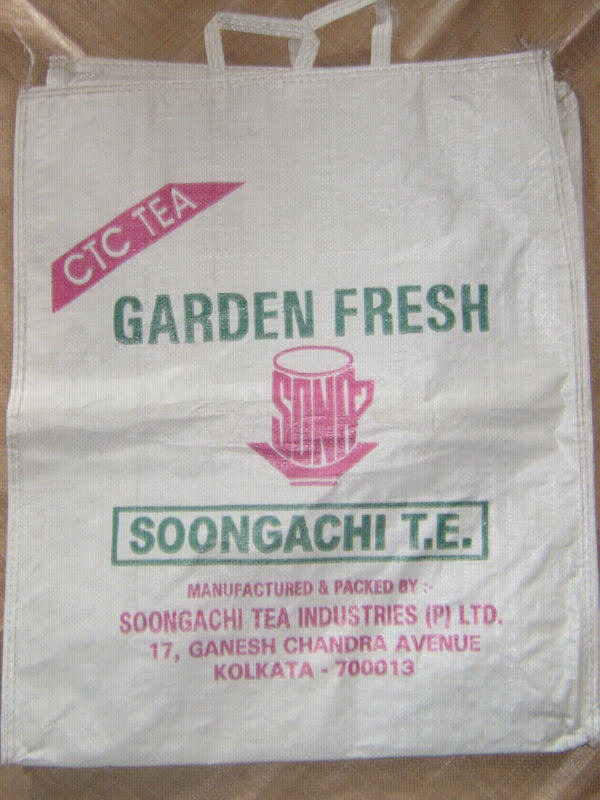 CTC TEA
GARDEN FRESH
SONA
SOONGACHI T.E.
MANUFACTURED & PACKED BY :-
SOONGACHI TEA INDUSTRIES (P) LTD.
17, GANESH CHANDRA AVENUE
KOLKATA - 700013